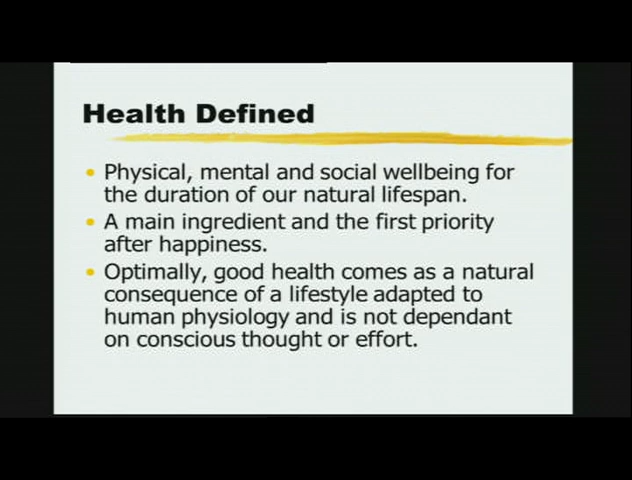 Health Defined
• Physical, mental and social wellbeing for
the duration of our natural lifespan.
• A main ingredient and the first priority
after happiness.
• Optimally, good health comes as a natural
consequence of a lifestyle adapted to
human physiology and is not dependant
on conscious thought or effort.